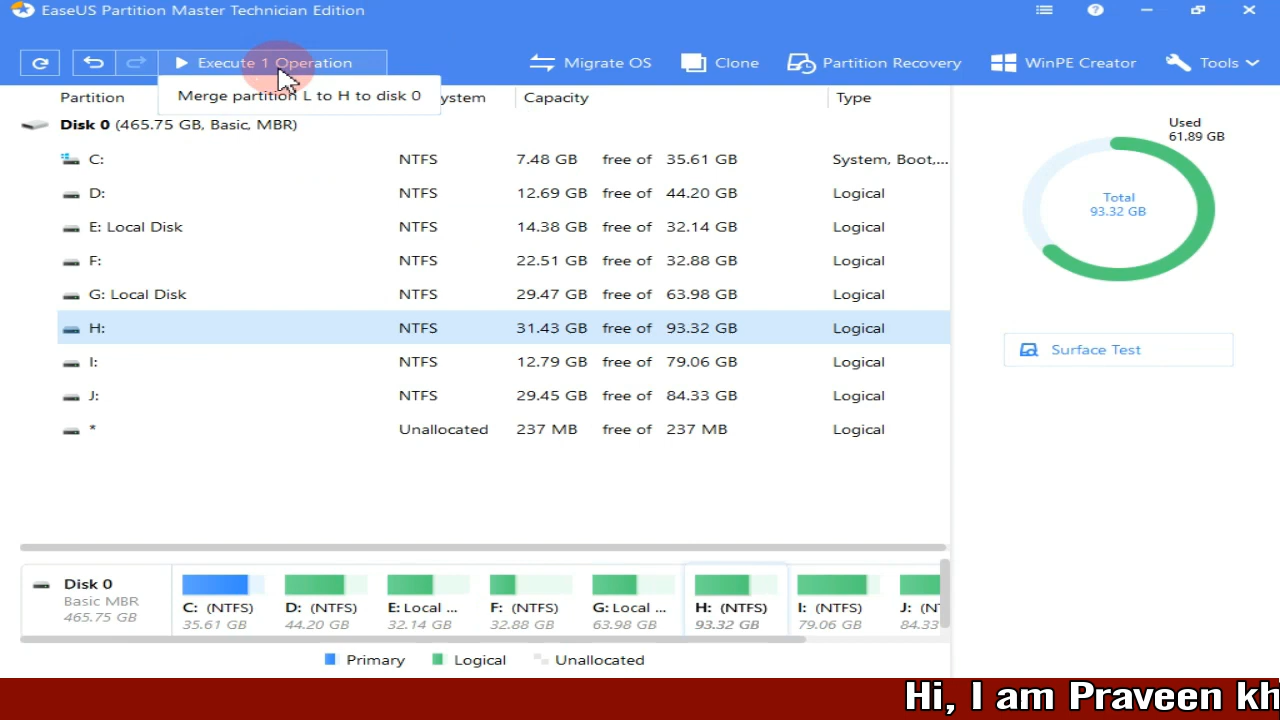 EaseUS Partition Master Technician Edition
Execute 1 Operation
Migrate OS
Clone
Partition Recovery
WinPE Creator
Tools
Merge partition L to H to disk 0
Partition ystem Capacity Type
Disk 0 (465.75 GB, Basic, MBR)
C: NTFS 7.48 GB free of 35.61 GB System, Boot,...
D: NTFS 12.69 GB free of 44.20 GB Logical
E: Local Disk NTFS 14.38 GB free of 32.14 GB Logical
F: NTFS 22.51 GB free of 32.88 GB Logical
G: Local Disk NTFS 29.47 GB free of 63.98 GB Logical
H: NTFS 31.43 GB free of 93.32 GB Logical
I: NTFS 12.79 GB free of 79.06 GB Logical
J: NTFS 29.45 GB free of 84.33 GB Logical
* Unallocated 237 MB free of 237 MB Logical
Used
61.89 GB
Total
93.32 GB
Surface Test
Disk 0
Basic MBR
465.75 GB
C: (NTFS)
35.61 GB
D: (NTFS)
44.20 GB
E: Local ...
32.14 GB
F: (NTFS)
32.88 GB
G: Local ...
63.98 GB
H: (NTFS)
93.32 GB
I: (NTFS)
79.06 GB
J: (NT
84.33
Primary Logical Unallocated
Hi, I am Praveen kh